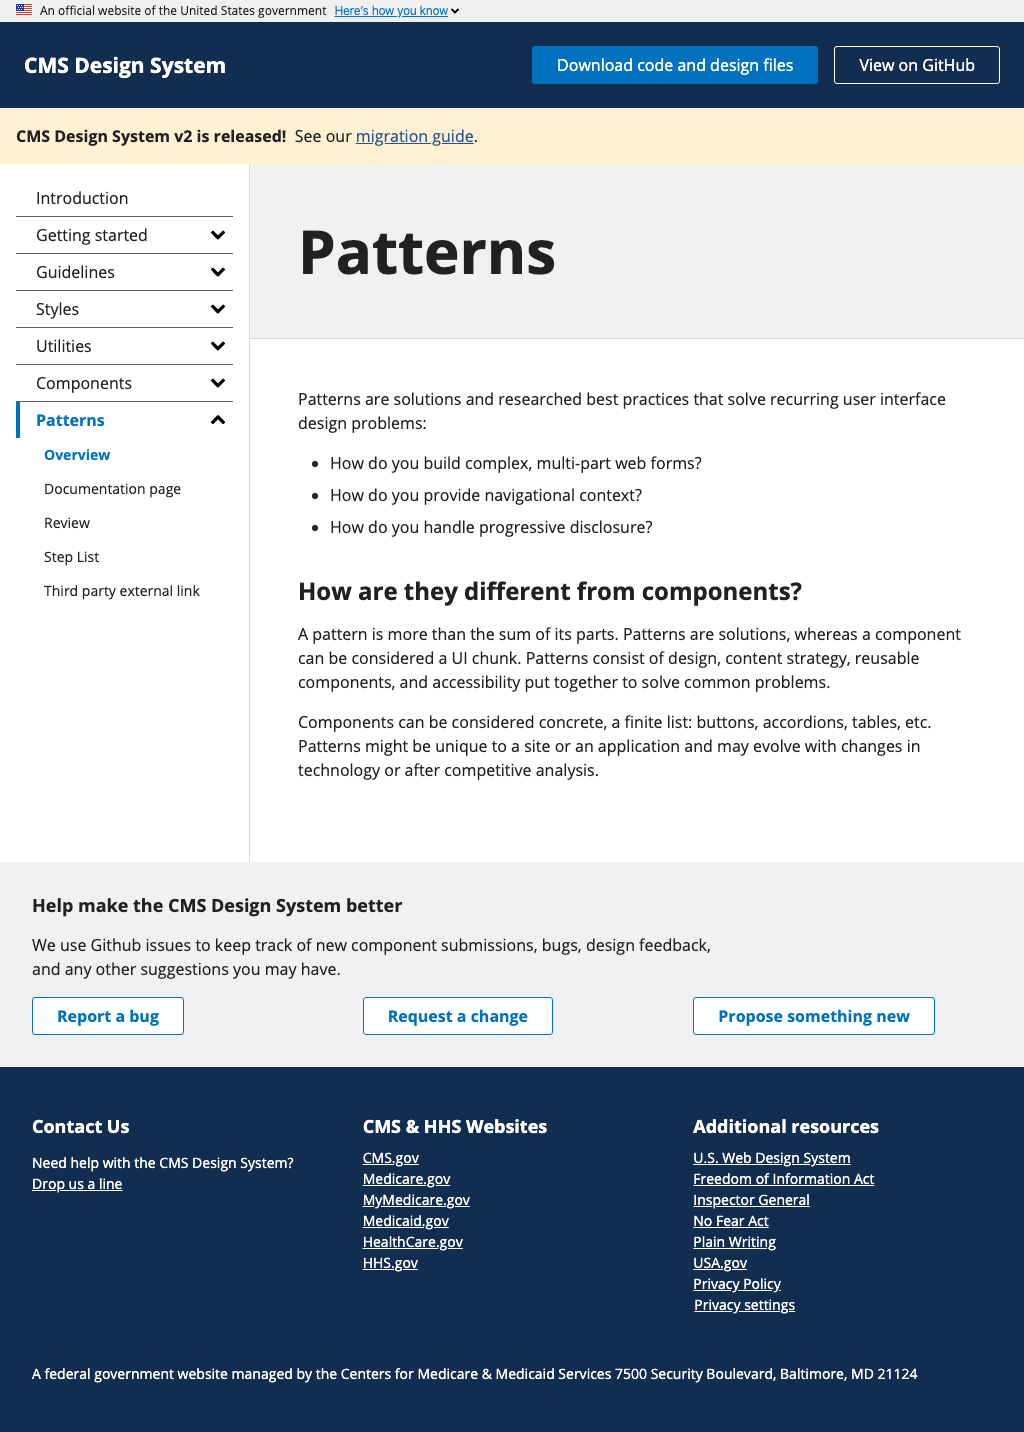 An official website of the United States government Here's how you know
CMS Design System
Download code and design files
View on GitHub
CMS Design System v2 is released! See our migration guide.
Introduction
Getting started
Guidelines
Styles
Utilities
Components
Patterns
Overview
Documentation page
Review
Step List
Third party external link
Patterns
Patterns are solutions and researched best practices that solve recurring user interface
design problems:
How do you build complex, multi-part web forms?
How do you provide navigational context?
How do you handle progressive disclosure?
How are they different from components?
A pattern is more than the sum of its parts. Patterns are solutions, whereas a component
can be considered a UI chunk. Patterns consist of design, content strategy, reusable
components, and accessibility put together to solve common problems.
Components can be considered concrete, a finite list: buttons, accordions, tables, etc.
Patterns might be unique to a site or an application and may evolve with changes in
technology or after competitive analysis.
Help make the CMS Design System better
We use Github issues to keep track of new component submissions, bugs, design feedback,
and any other suggestions you may have.
Report a bug
Request a change
Propose something new
Contact Us
Need help with the CMS Design System?
Drop us a line
CMS & HHS Websites
CMS.gov
Medicare.gov
MyMedicare.gov
Medicaid.gov
HealthCare.gov
HHS.gov
Additional resources
U.S. Web Design System
Freedom of Information Act
Inspector General
No Fear Act
Plain Writing
USA.gov
Privacy Policy
Privacy settings
A federal government website managed by the Centers for Medicare & Medicaid Services 7500 Security Boulevard, Baltimore, MD 21124